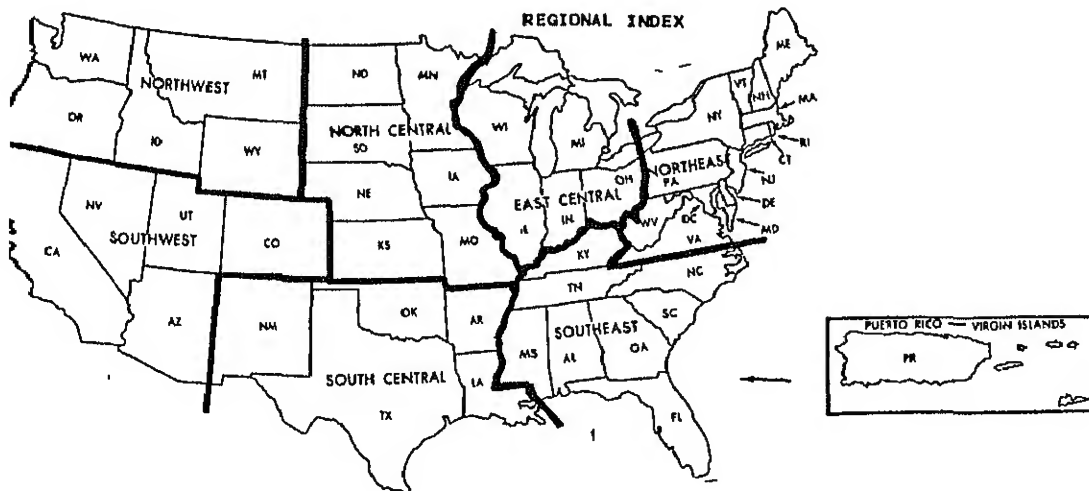 REGIONAL INDEX
ME
WA
MT
ND
MN
VT
NH
NORTHWEST
MA
OR
NY
NORTH CENTRAL
WI
ID
WY
SD
MI
RI
CT
IA
NORTHEAST
OH
PA
NJ
NE
EAST CENTRAL
NV
UT
IL
IN
WV
DC
DE
SOUTHWEST
CO
KS
MO
VA
MD
CA
KY
NC
TN
PUERTO RICO — VIRGIN ISLANDS
AZ
NM
OK
AR
SC
SOUTHEAST
MS
AL
GA
PR
SOUTH CENTRAL
LA
TX
FL
1